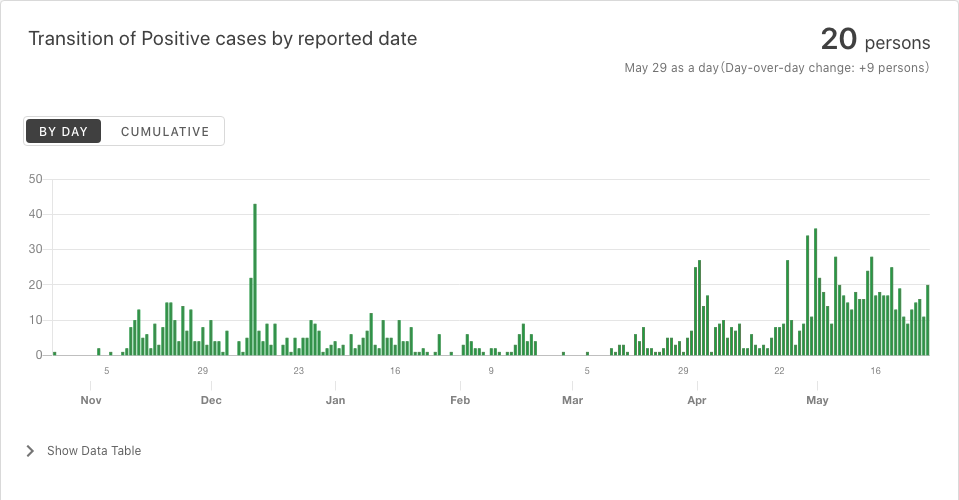 Transition of Positive cases by reported date
20 persons
May 29 as a day(Day-over-day change: +9 persons)
BY DAY CUMULATIVE
50
40
30
20
10
0
5 29 23 16 9 5 29 22 16
Nov Dec Jan Feb Mar Apr May
Show Data Table